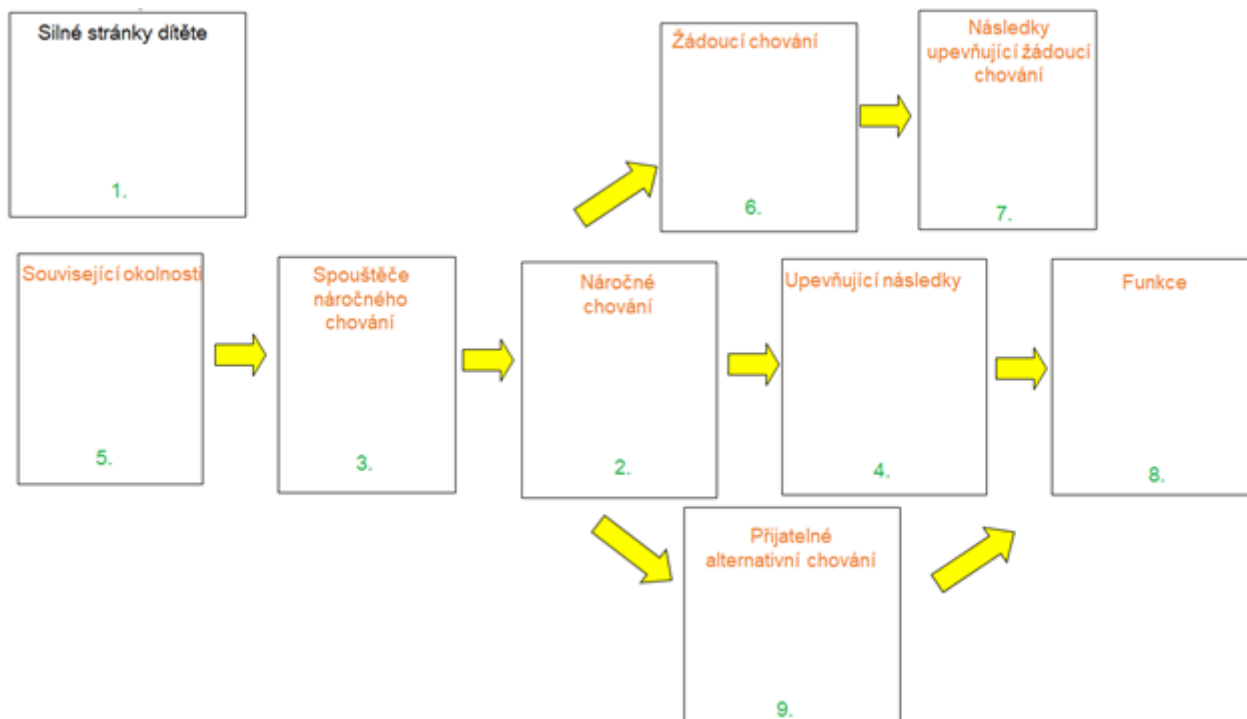 Silné stránky dítěte
1.
Žádoucí chování
6.
Následky
upevňující žádoucí
chování
7.
Související okolnosti
5.
Spouštěče
náročného
chování
3.
Náročné
chování
2.
Upevňující následky
4.
Funkce
8.
Přijatelné
alternativní chování
9.